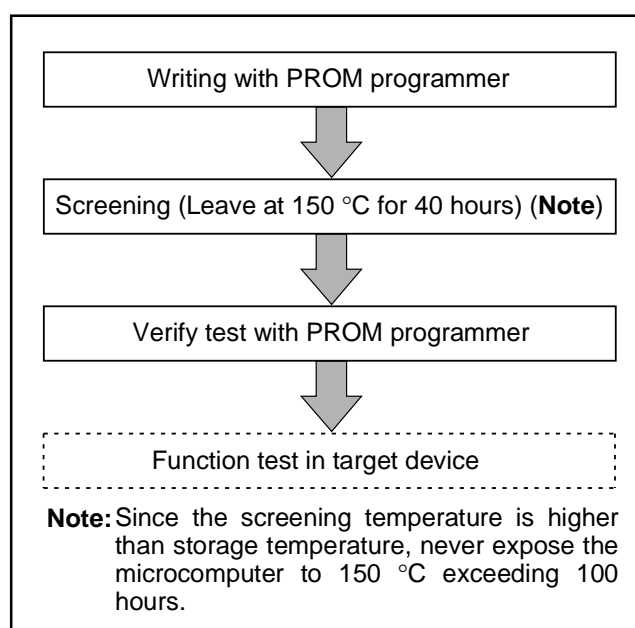 Writing with PROM programmer
Screening (Leave at 150 °C for 40 hours) (Note)
Verify test with PROM programmer
Function test in target device
Note: Since the screening temperature is higher
than storage temperature, never expose the
microcomputer to 150 °C exceeding 100
hours.